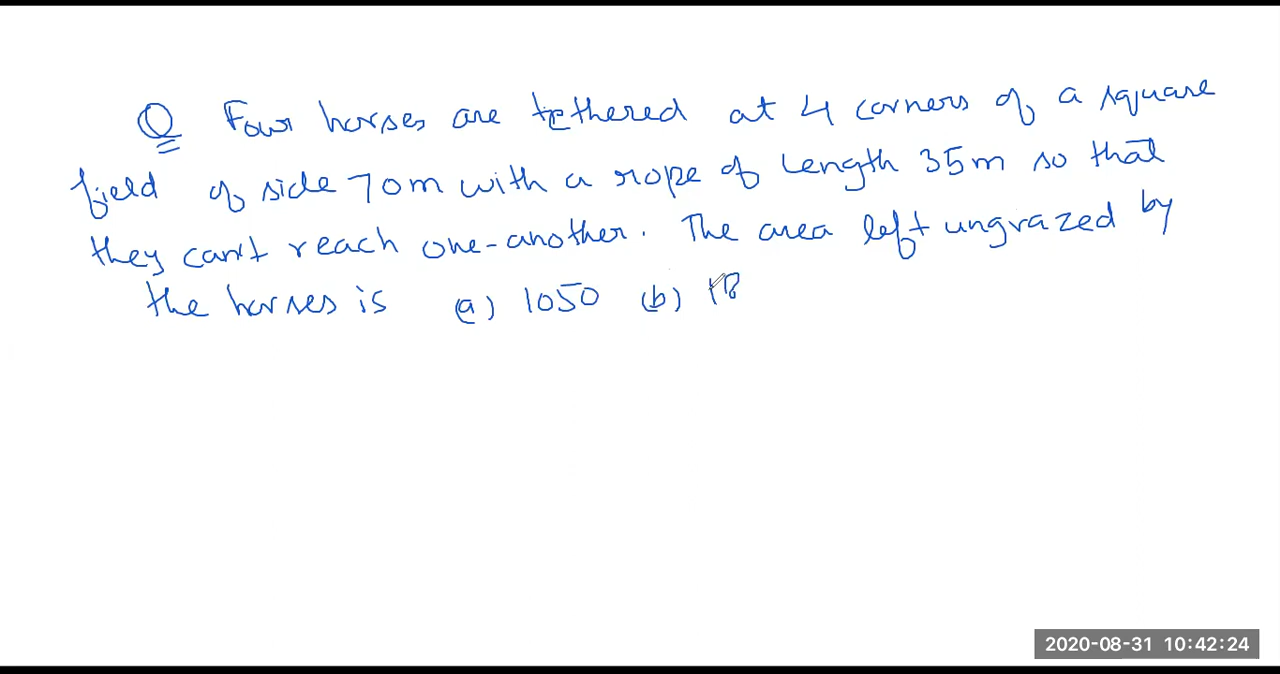 Q Four horses are tethered at 4 corners of a square
field of side 70m with a rope of length 35m so that
they can't reach one-another. The area left ungrazed by
the horses is (a) 1050 (b)
2020-08-31 10:42:24